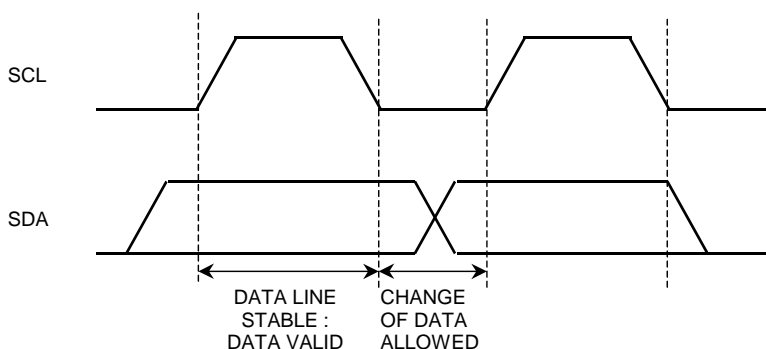 SCL
SDA
DATA LINE
STABLE :
DATA VALID
CHANGE
OF DATA
ALLOWED